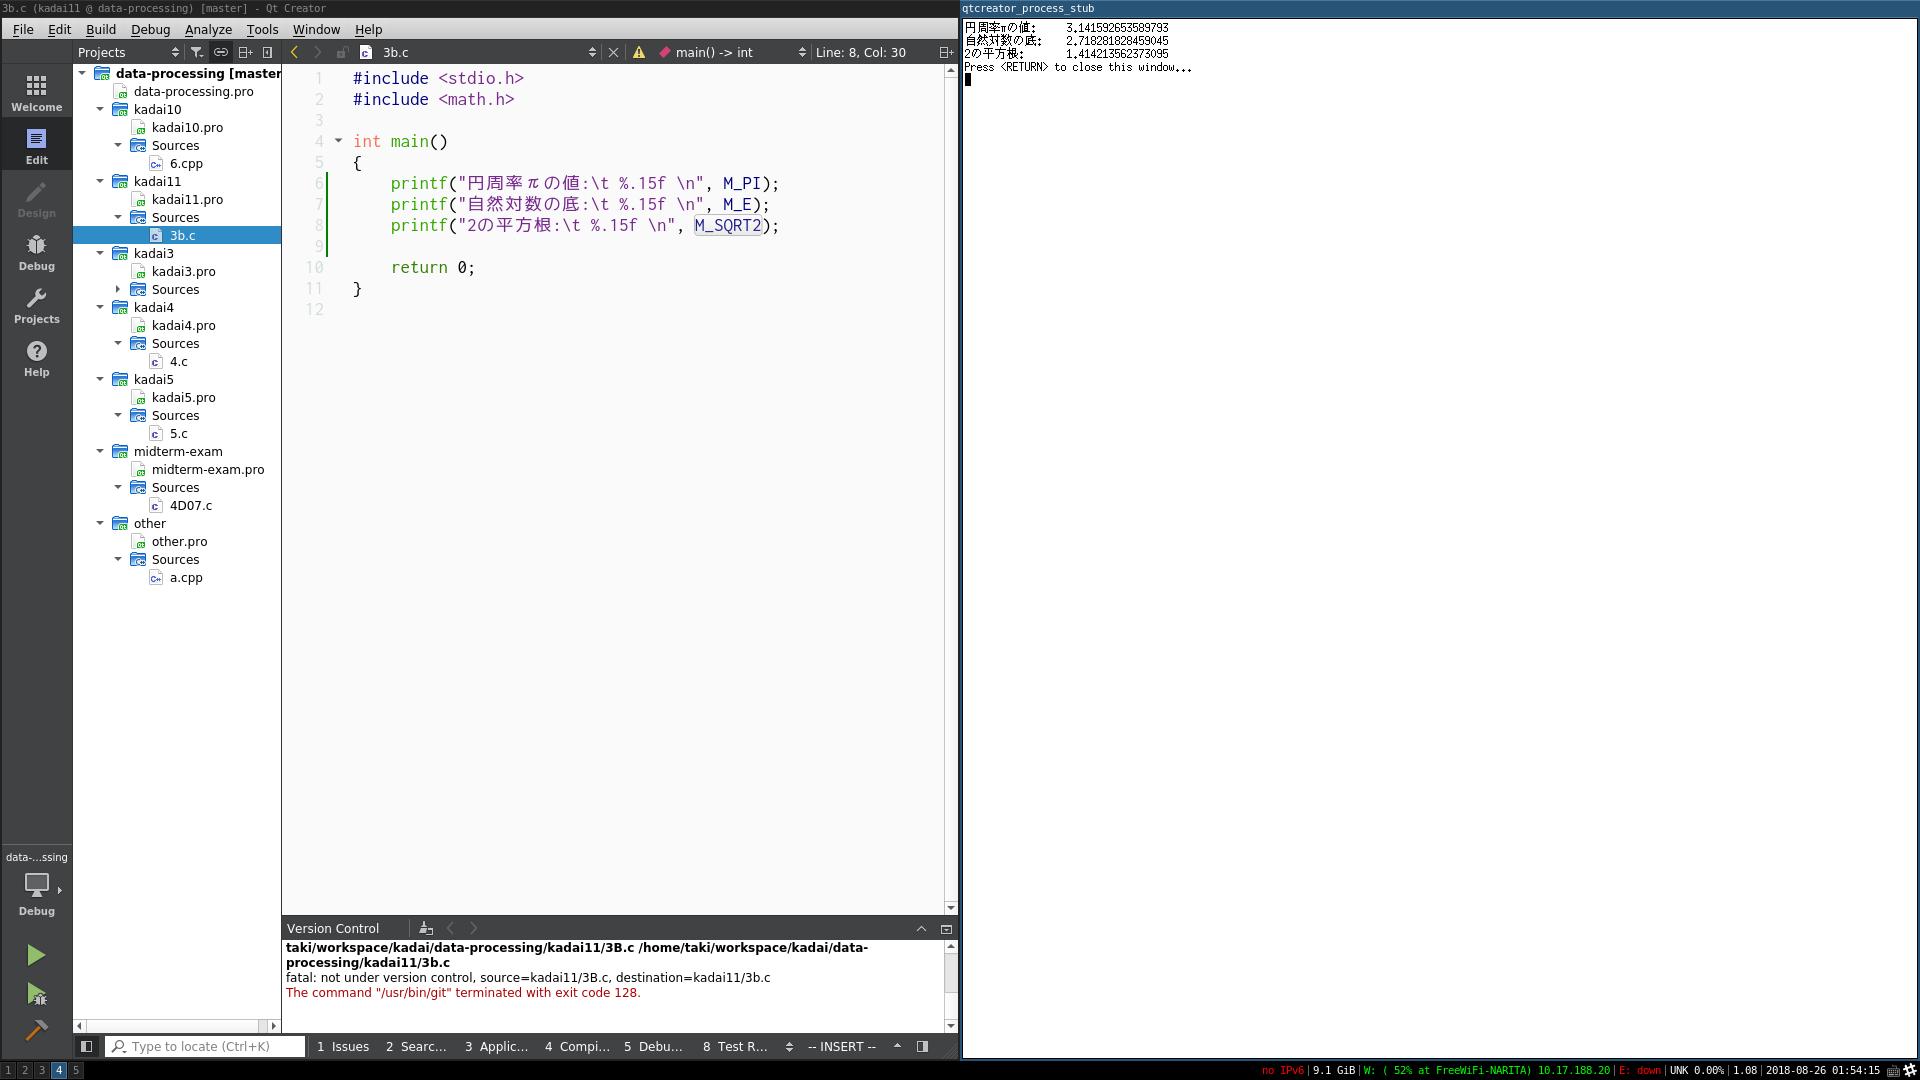 3b.c (kadai11 @ data-processing) [master] - Qt Creator
File Edit Build Debug Analyze Tools Window Help
Projects
3b.c
main() -> int
Line: 8, Col: 30
Welcome
Edit
Design
Debug
Projects
Help
data-...ssing
Debug
data-processing [master
data-processing.pro
kadai10
kadai10.pro
Sources
6.cpp
kadai11
kadai11.pro
Sources
3b.c
kadai3
kadai3.pro
Sources
kadai4
kadai4.pro
Sources
4.c
kadai5
kadai5.pro
Sources
5.c
midterm-exam
midterm-exam.pro
Sources
4D07.c
other
other.pro
Sources
a.cpp
1 #include <stdio.h>
2 #include <math.h>
3
4 int main()
5 {
6 printf("円周率πの値:\t %.15f \n", M_PI);
7 printf("自然対数の底:\t %.15f \n", M_E);
8 printf("2の平方根:\t %.15f \n", M_SQRT2);
9
10 return 0;
11 }
12
Version Control
taki/workspace/kadai/data-processing/kadai11/3B.c /home/taki/workspace/kadai/data-
processing/kadai11/3b.c
fatal: not under version control, source=kadai11/3B.c, destination=kadai11/3b.c
The command "/usr/bin/git" terminated with exit code 128.
Type to locate (Ctrl+K)
1 Issues 2 Searc... 3 Applic... 4 Compi... 5 Debu... 8 Test R... -- INSERT --
qtcreator_process_stub
円周率πの値: 3.141592653589793
自然対数の底: 2.718281828459045
2の平方根: 1.414213562373095
Press <RETURN> to close this window...
1 2 3 4 5
no IPv6 | 9.1 GiB | W: ( 52% at FreeWiFi-NARITA) 10.17.188.20 | E: down | UNK 0.00% | 1.08 | 2018-08-26 01:54:15